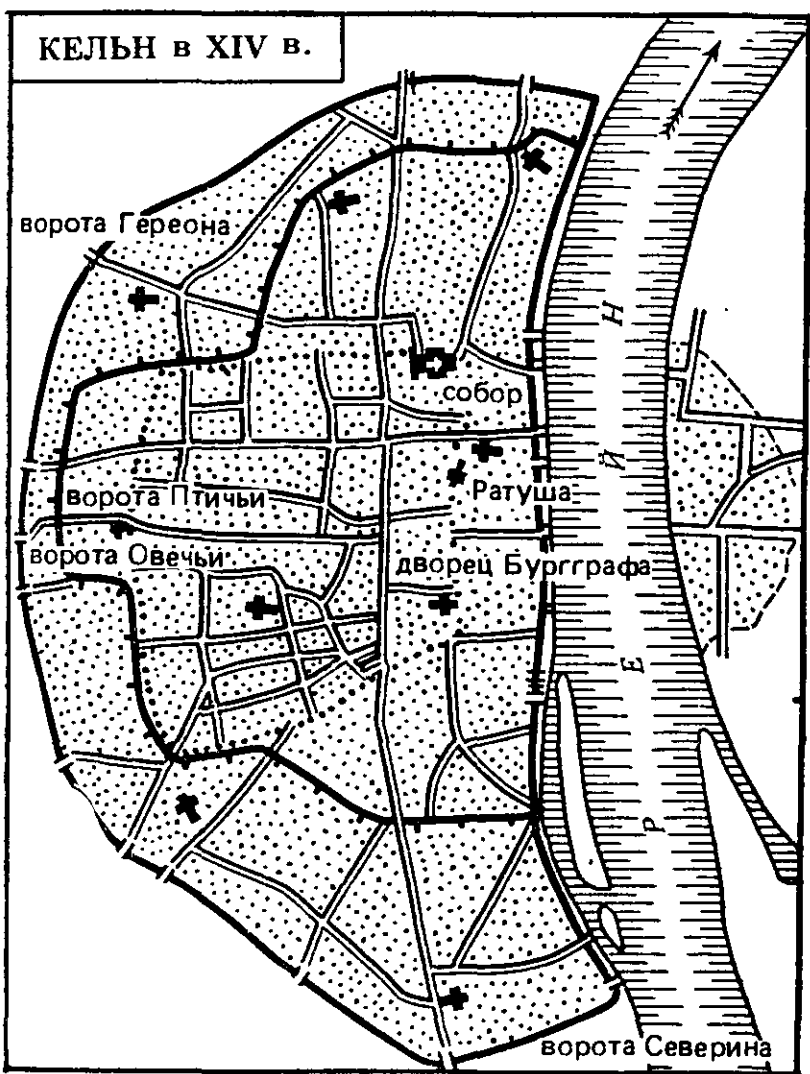 КЕЛЬН в XIV в.
ворота Гереона
собор
ворота Птичьи
Ратуша
ворота Овечьи
дворец Бургграфа
РЕЙН
ворота Северина